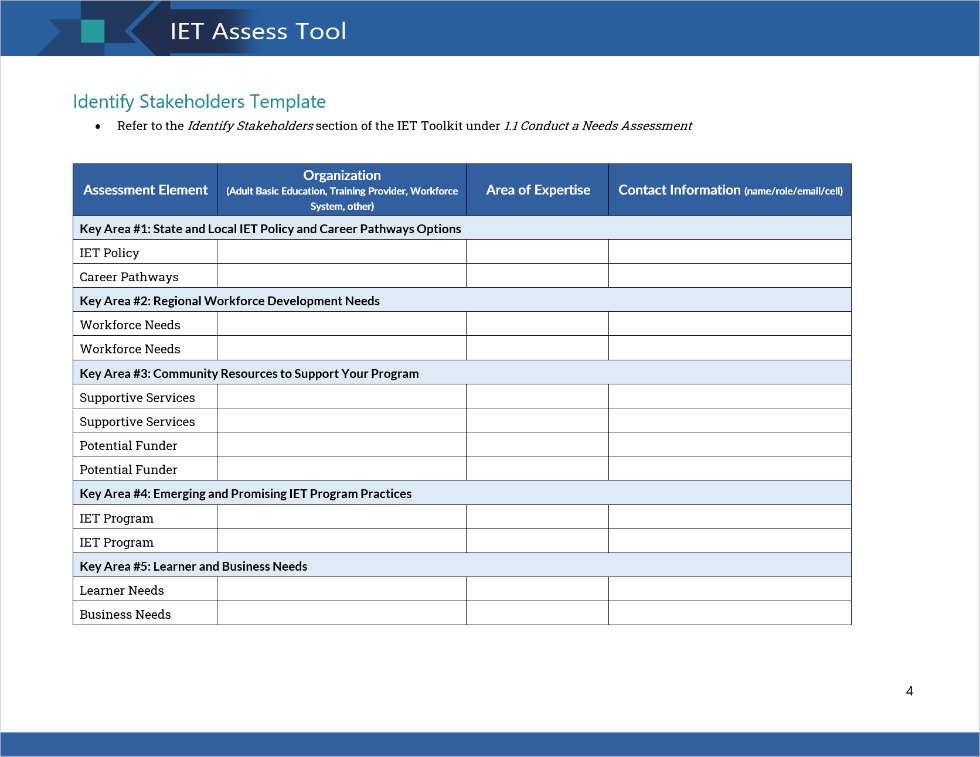 IET Assess Tool
Identify Stakeholders Template
• Refer to the Identify Stakeholders section of the IET Toolkit under 1.1 Conduct a Needs Assessment
Assessment Element
Organization
(Adult Basic Education, Training Provider, Workforce
System, other)
Area of Expertise
Contact Information (name/role/email/cell)
Key Area #1: State and Local IET Policy and Career Pathways Options
IET Policy
Career Pathways
Key Area #2: Regional Workforce Development Needs
Workforce Needs
Workforce Needs
Key Area #3: Community Resources to Support Your Program
Supportive Services
Supportive Services
Potential Funder
Potential Funder
Key Area #4: Emerging and Promising IET Program Practices
IET Program
IET Program
Key Area #5: Learner and Business Needs
Learner Needs
Business Needs
4